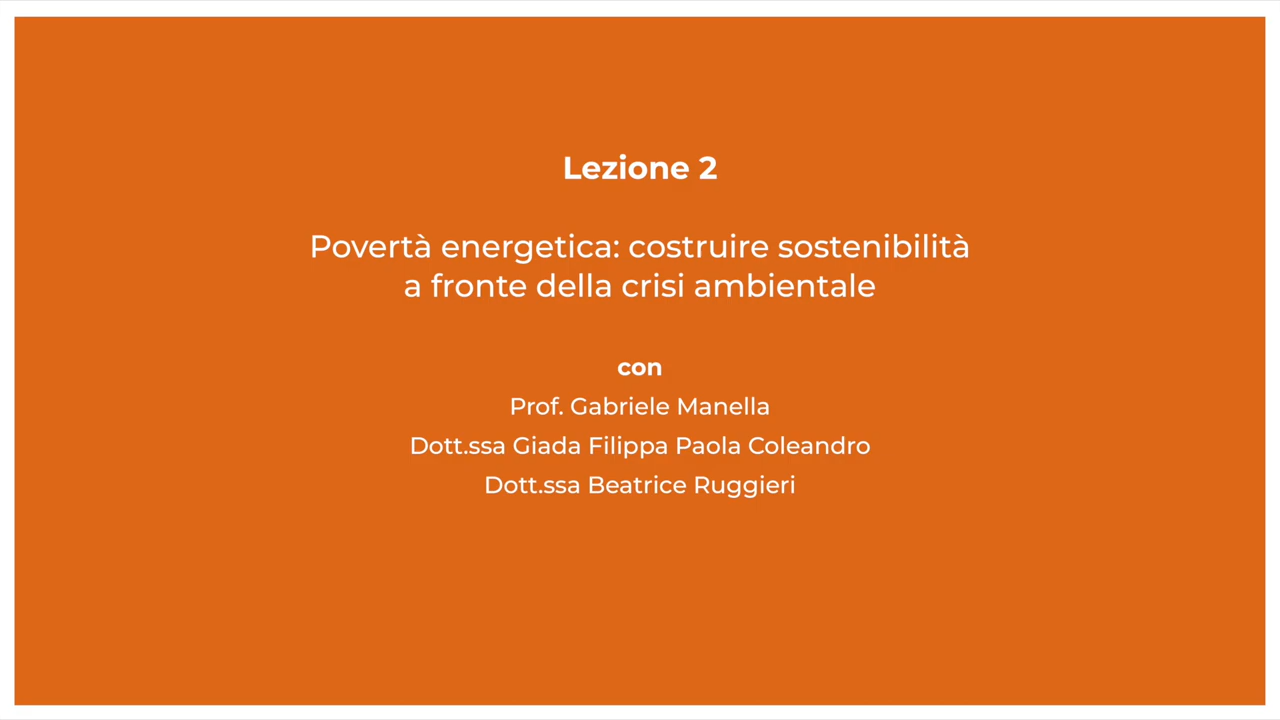 Lezione 2
Povertà energetica: costruire sostenibilità
a fronte della crisi ambientale
con
Prof. Gabriele Manella
Dott.ssa Giada Filippa Paola Coleandro
Dott.ssa Beatrice Ruggieri